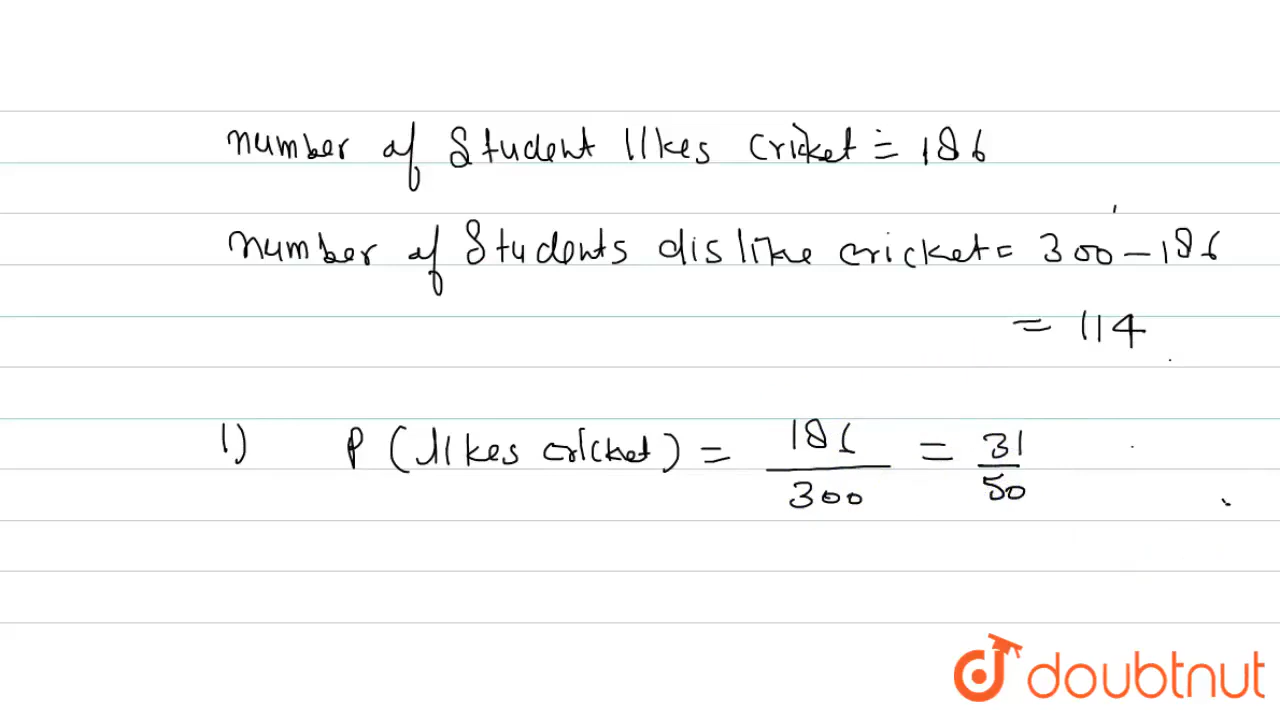 number of Student likes cricket = 186
number of Students dislike cricket = 300 - 186
= 114
1) P (likes cricket) = 186/300 = 31/50
doubtnut